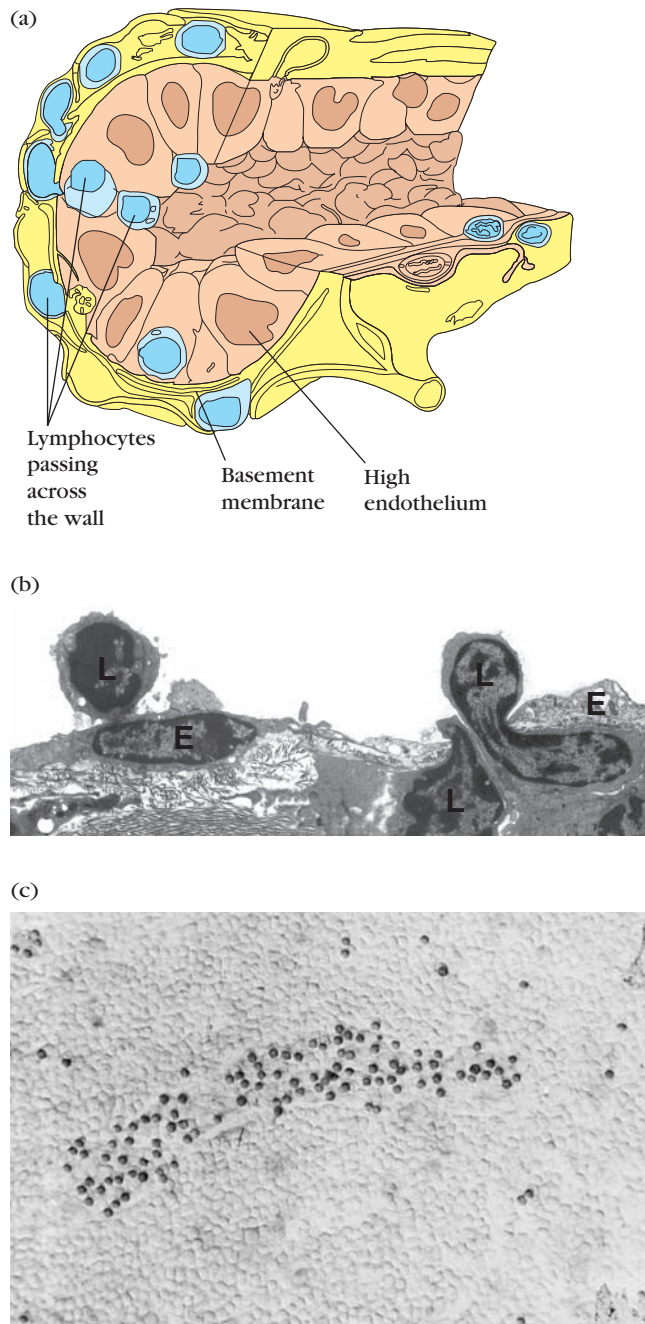 (a)
Lymphocytes
passing
across
the wall
Basement
membrane
High
endothelium
(b)
L
E
L
E
L
(c)